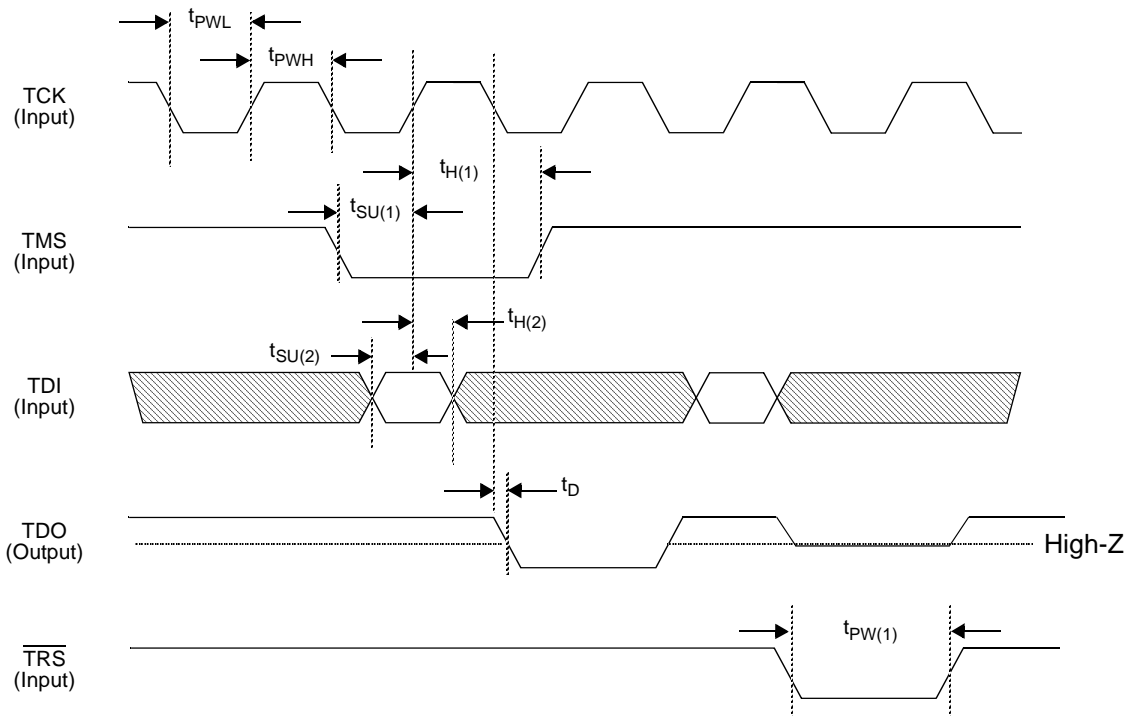 tPWL
tPWH
TCK
(Input)
tH(1)
tSU(1)
TMS
(Input)
tH(2)
tSU(2)
TDI
(Input)
tD
TDO
(Output)
High-Z
tPW(1)
TRS
(Input)